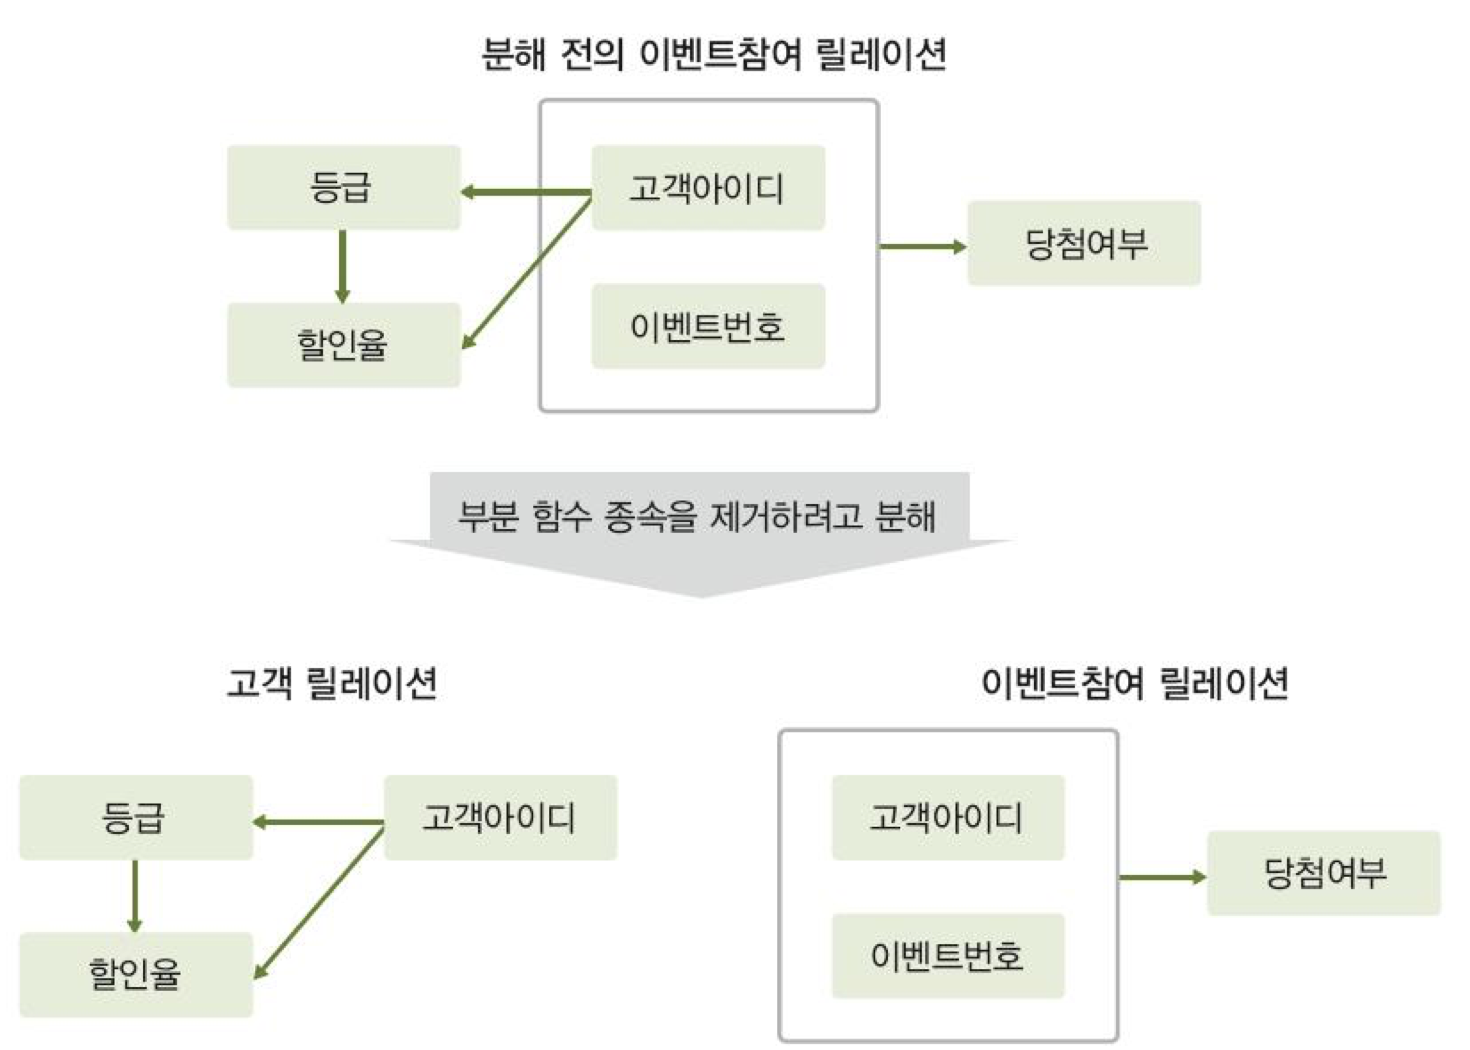 분해 전의 이벤트참여 릴레이션
등급
고객아이디
당첨여부
할인율
이벤트번호
부분 함수 종속을 제거하려고 분해
고객 릴레이션
등급
고객아이디
할인율
이벤트참여 릴레이션
고객아이디
당첨여부
이벤트번호